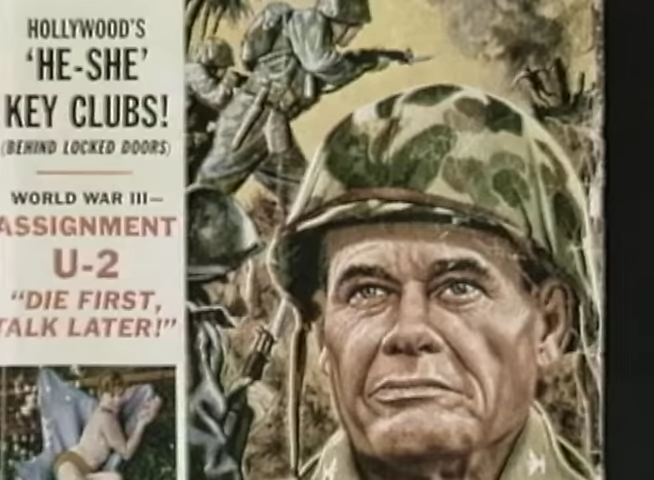 HOLLYWOOD'S
'HE-SHE'
KEY CLUBS!
(BEHIND LOCKED DOORS)
WORLD WAR III—
ASSIGNMENT
U-2
"DIE FIRST,
TALK LATER!"